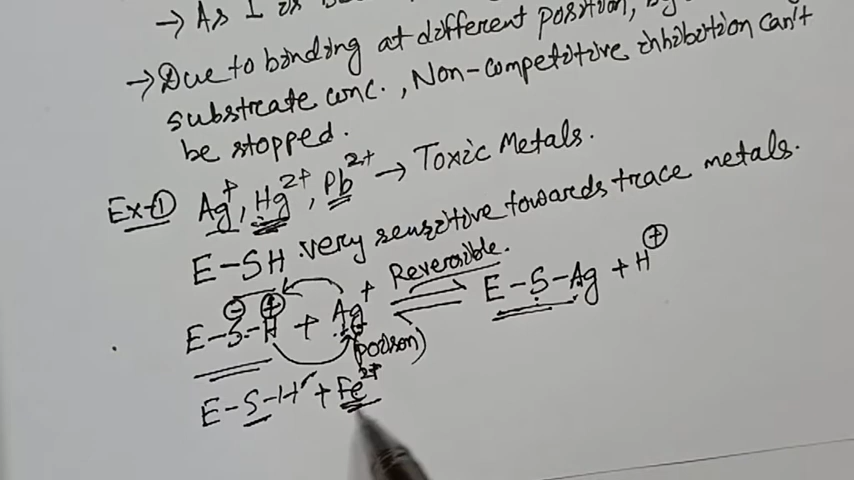 → As I
→ Due to binding at different position, by
substrate conc., Non-competitive inhibition can't
be stopped.
Ex-① Ag⁺, Hg²⁺, Pb²⁺ → Toxic Metals.
E-SH very sensitive towards trace metals.
E-S⊖-H⊕ + Ag⁺ (poison) ⇌ Reversible. E-S-Ag + H⊕
E-S-H + Fe²⁺